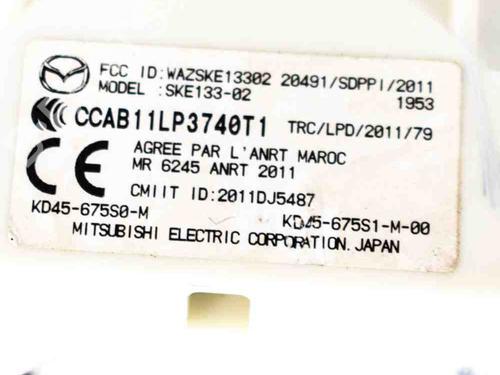 FCC ID:WAZSKE13302 20491/SDPPI/2011
MODEL :SKE133-02 1953
CCAB11LP3740T1 TRC/LPD/2011/79
AGREE PAR L'ANRT MAROC
MR 6245 ANRT 2011
CMIIT ID:2011DJ5487
KD45-675S0-M KD45-675S1-M-00
MITSUBISHI ELECTRIC CORPORATION.JAPAN